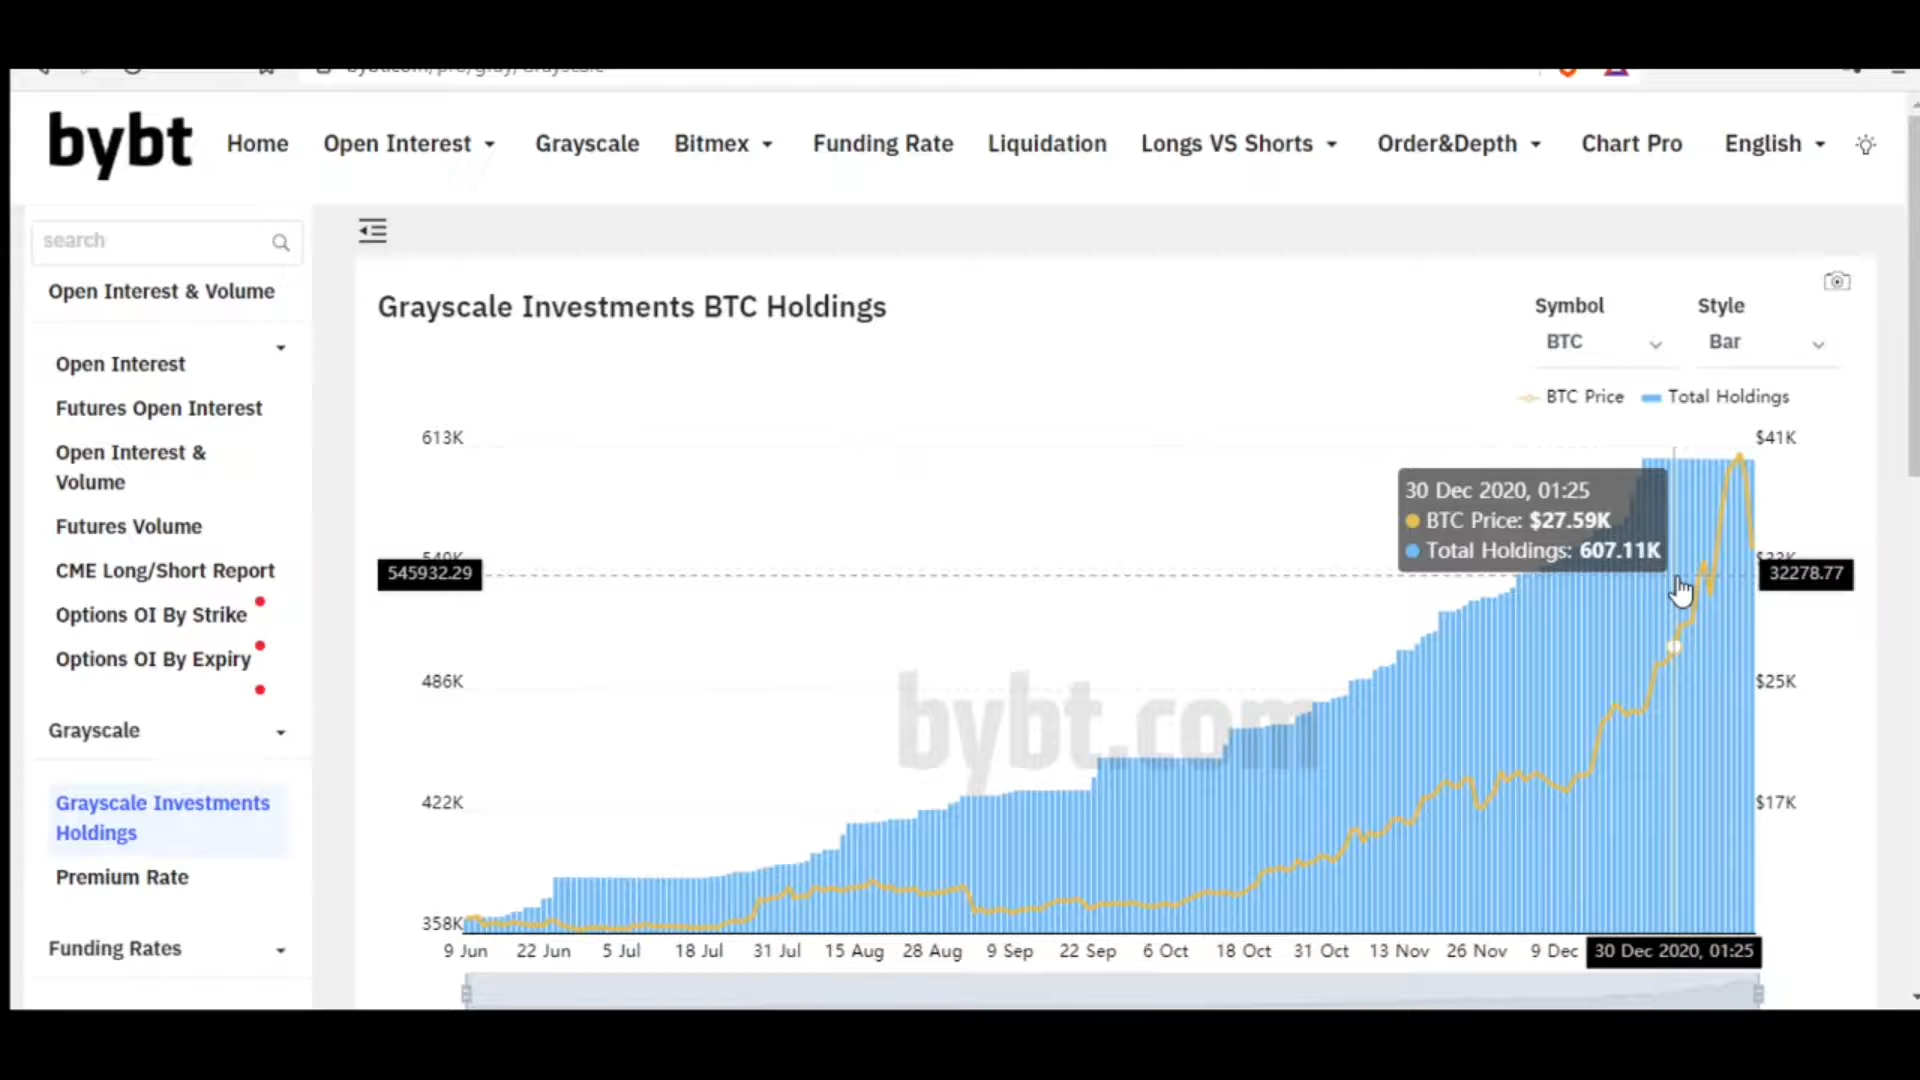 bybt
Home
Open Interest
Grayscale
Bitmex
Funding Rate
Liquidation
Longs VS Shorts
Order&Depth
Chart Pro
English
search
Open Interest & Volume
Open Interest
Futures Open Interest
Open Interest &
Volume
Futures Volume
CME Long/Short Report
Options OI By Strike
Options OI By Expiry
Grayscale
Grayscale Investments
Holdings
Premium Rate
Funding Rates
Grayscale Investments BTC Holdings
Symbol
Style
BTC
Bar
BTC Price
Total Holdings
613K
$41K
30 Dec 2020, 01:25
BTC Price: $27.59K
Total Holdings: 607.11K
545932.29
32278.77
486K
$25K
bybt.com
422K
$17K
358K
9 Jun
22 Jun
5 Jul
18 Jul
31 Jul
15 Aug
28 Aug
9 Sep
22 Sep
6 Oct
18 Oct
31 Oct
13 Nov
26 Nov
9 Dec
30 Dec 2020, 01:25